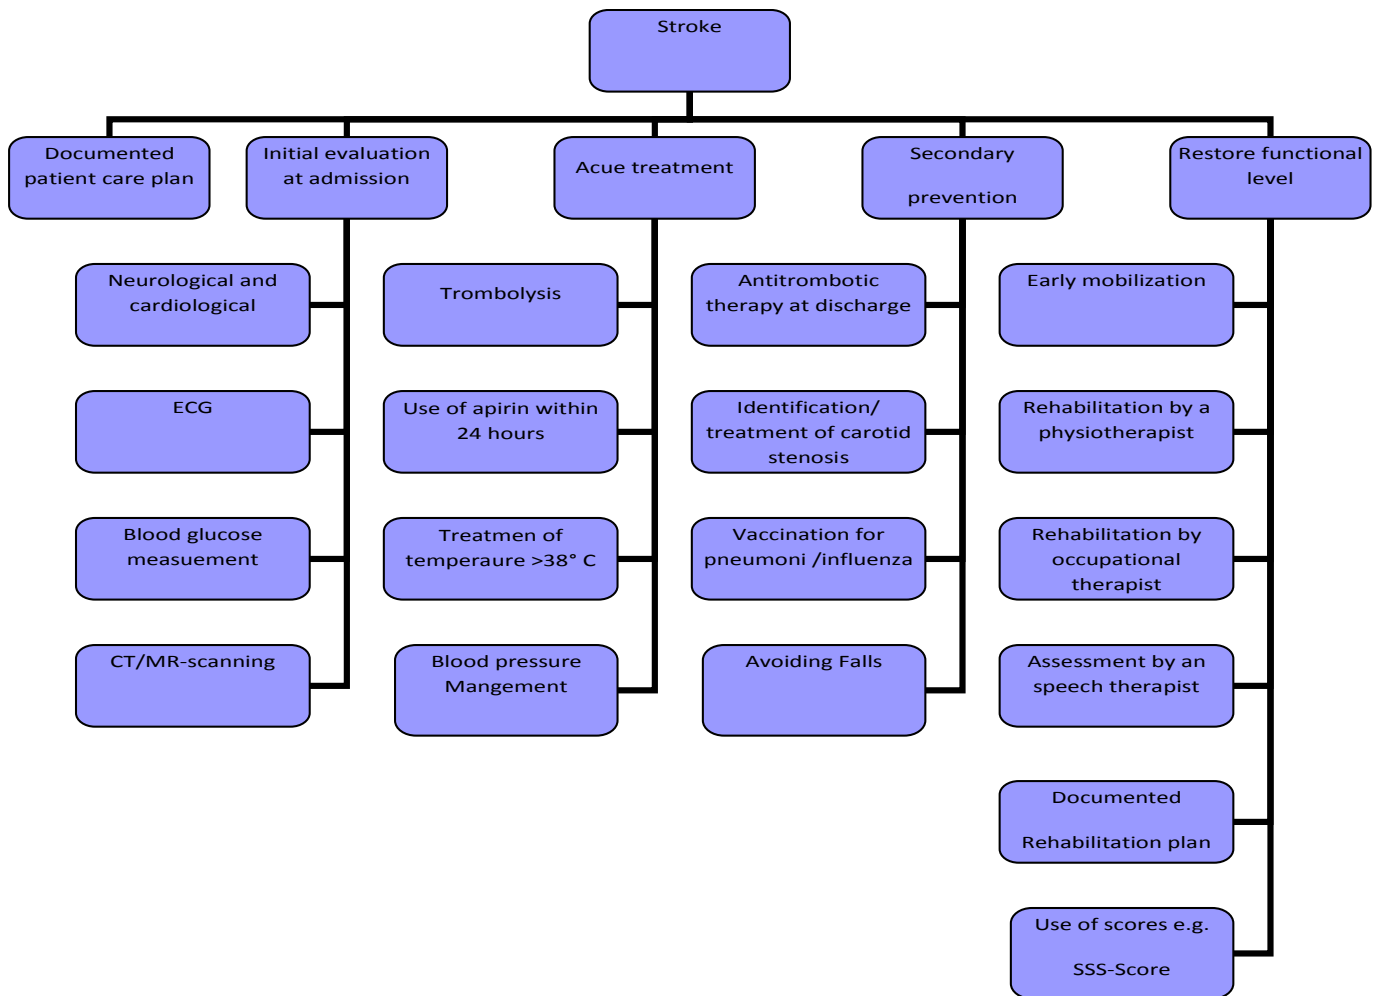 Stroke
Documented
patient care plan
Initial evaluation
at admission
Acue treatment
Secondary
prevention
Restore functional
level
Neurological and
cardiological
ECG
Blood glucose
measuement
CT/MR-scanning
Trombolysis
Use of apirin within
24 hours
Treatmen of
temperaure >38° C
Blood pressure
Mangement
Antitrombotic
therapy at discharge
Identification/
treatment of carotid
stenosis
Vaccination for
pneumoni /influenza
Avoiding Falls
Early mobilization
Rehabilitation by a
physiotherapist
Rehabilitation by
occupational
therapist
Assessment by an
speech therapist
Documented
Rehabilitation plan
Use of scores e.g.
SSS-Score